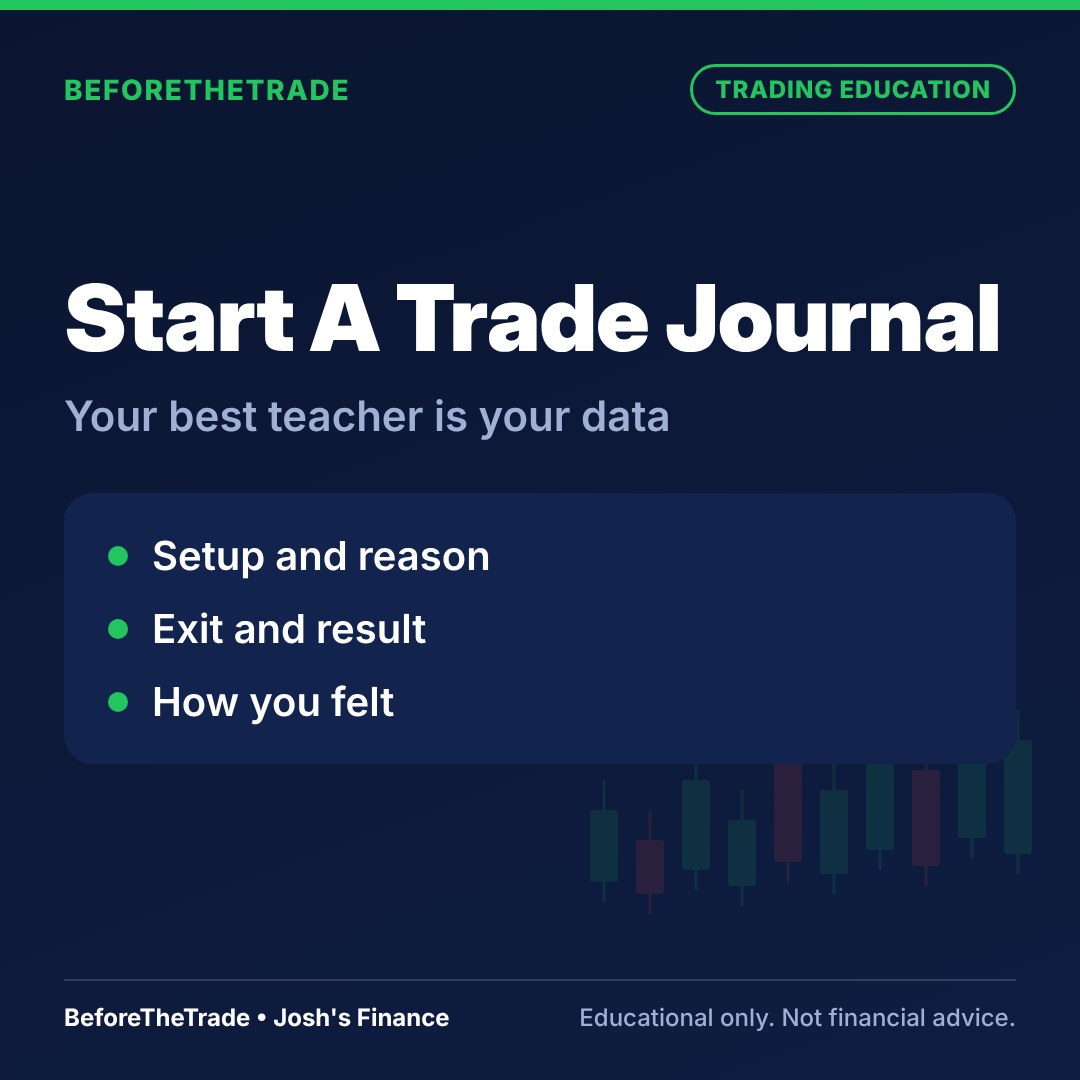 BEFORETHETRADE
TRADING EDUCATION
Start A Trade Journal
Your best teacher is your data
Setup and reason
Exit and result
How you felt
BeforeTheTrade • Josh's Finance
Educational only. Not financial advice.